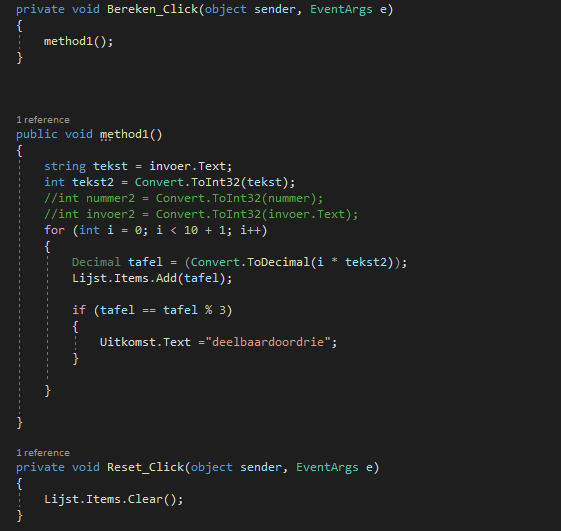 private void Bereken_Click(object sender, EventArgs e)
{
method1();
}
1 reference
public void method1()
{
string tekst = invoer.Text;
int tekst2 = Convert.ToInt32(tekst);
//int nummer2 = Convert.ToInt32(nummer);
//int invoer2 = Convert.ToInt32(invoer.Text);
for (int i = 0; i < 10 + 1; i++)
{
Decimal tafel = (Convert.ToDecimal(i * tekst2));
Lijst.Items.Add(tafel);
if (tafel == tafel % 3)
{
Uitkomst.Text ="deelbaardoordrie";
}
}
}
1 reference
private void Reset_Click(object sender, EventArgs e)
{
Lijst.Items.Clear();
}